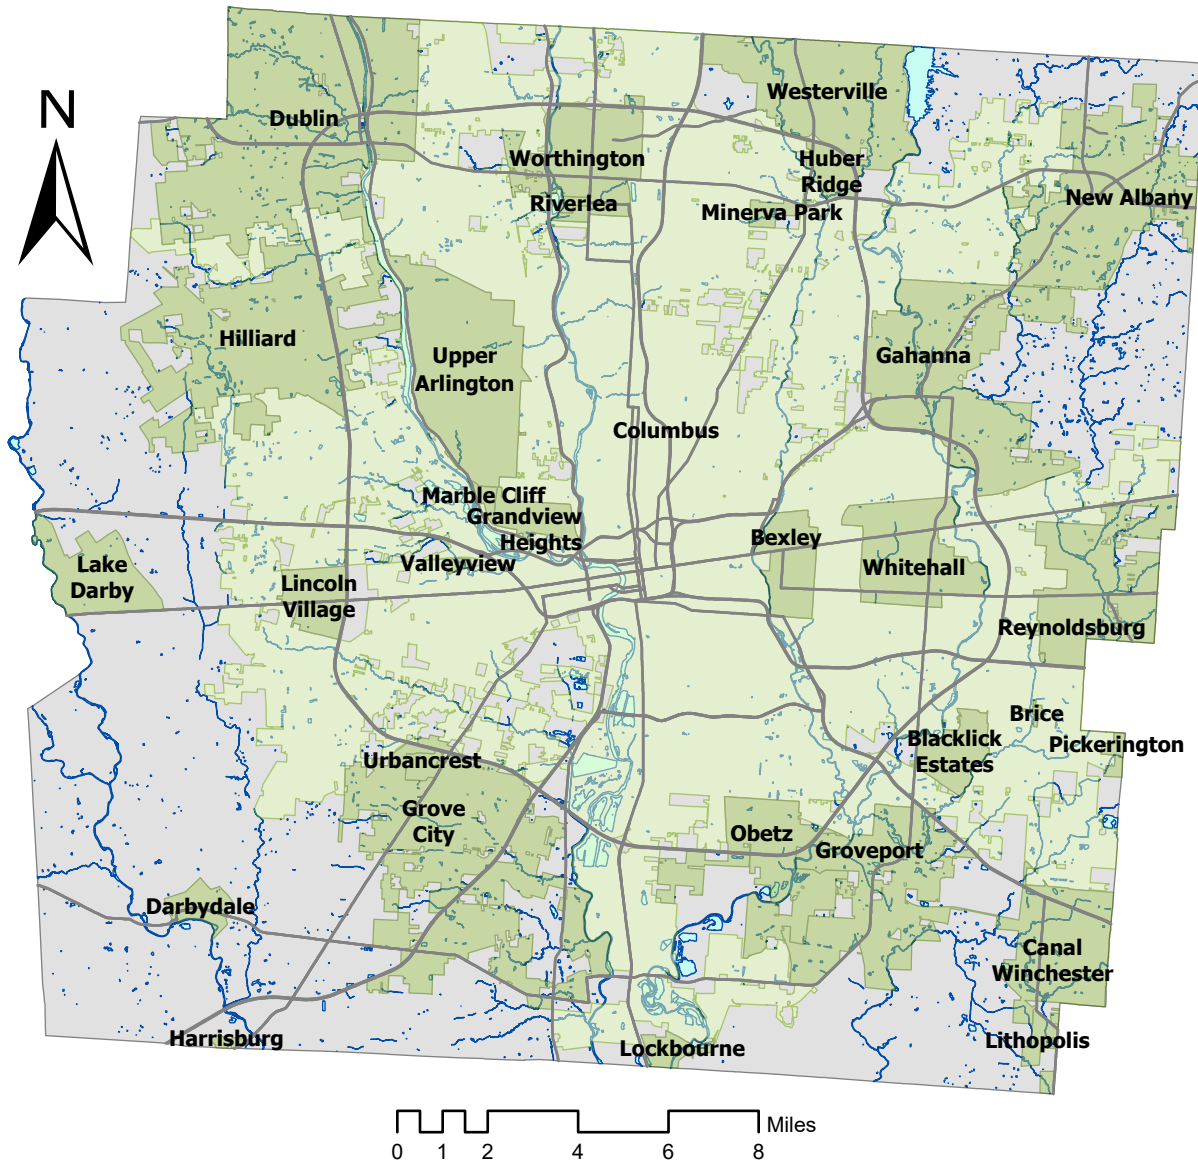 N
Westerville
Dublin
Worthington
Huber
Ridge
Riverlea
Minerva Park
New Albany
Hilliard
Upper
Arlington
Gahanna
Columbus
Marble Cliff
Grandview
Heights
Bexley
Valleyview
Whitehall
Lake
Darby
Lincoln
Village
Reynoldsburg
Brice
Blacklick
Estates
Pickerington
Urbancrest
Grove
City
Obetz
Groveport
Darbydale
Canal
Winchester
Harrisburg
Lockbourne
Lithopolis
Miles
0 1 2 4 6 8